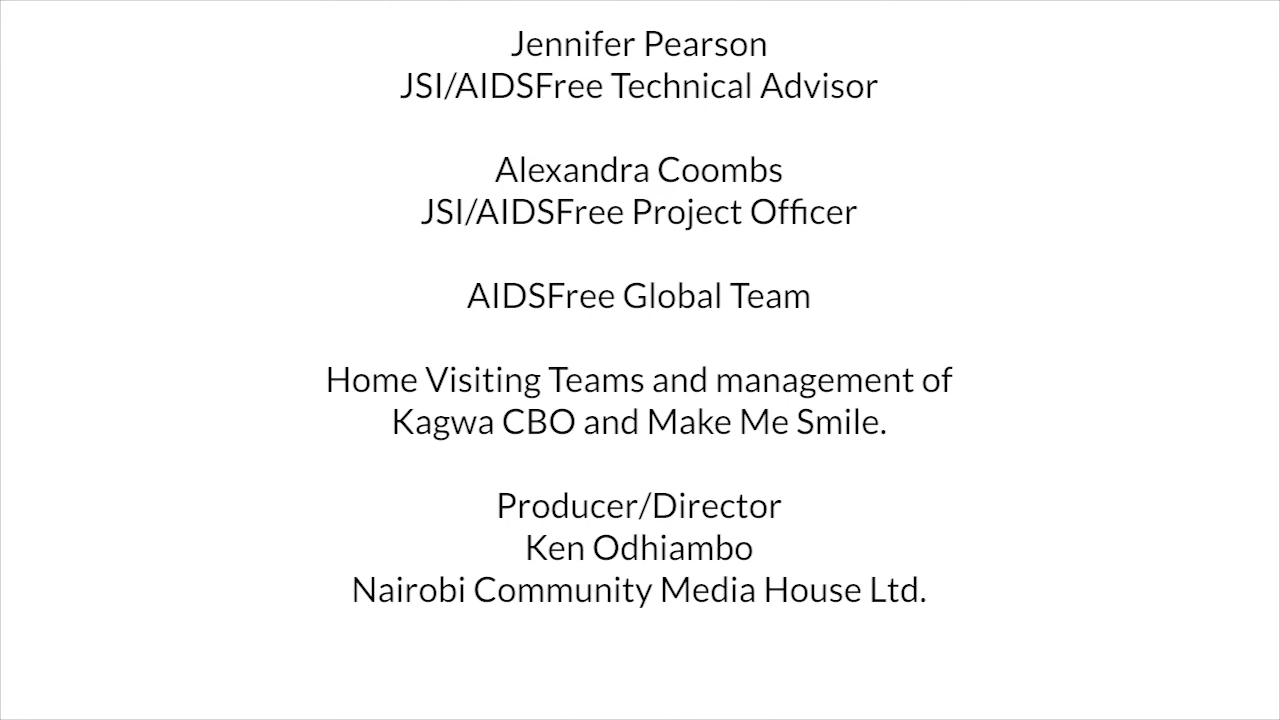 Jennifer Pearson
JSI/AIDSFree Technical Advisor
Alexandra Coombs
JSI/AIDSFree Project Officer
AIDSFree Global Team
Home Visiting Teams and management of
Kagwa CBO and Make Me Smile.
Producer/Director
Ken Odhiambo
Nairobi Community Media House Ltd.